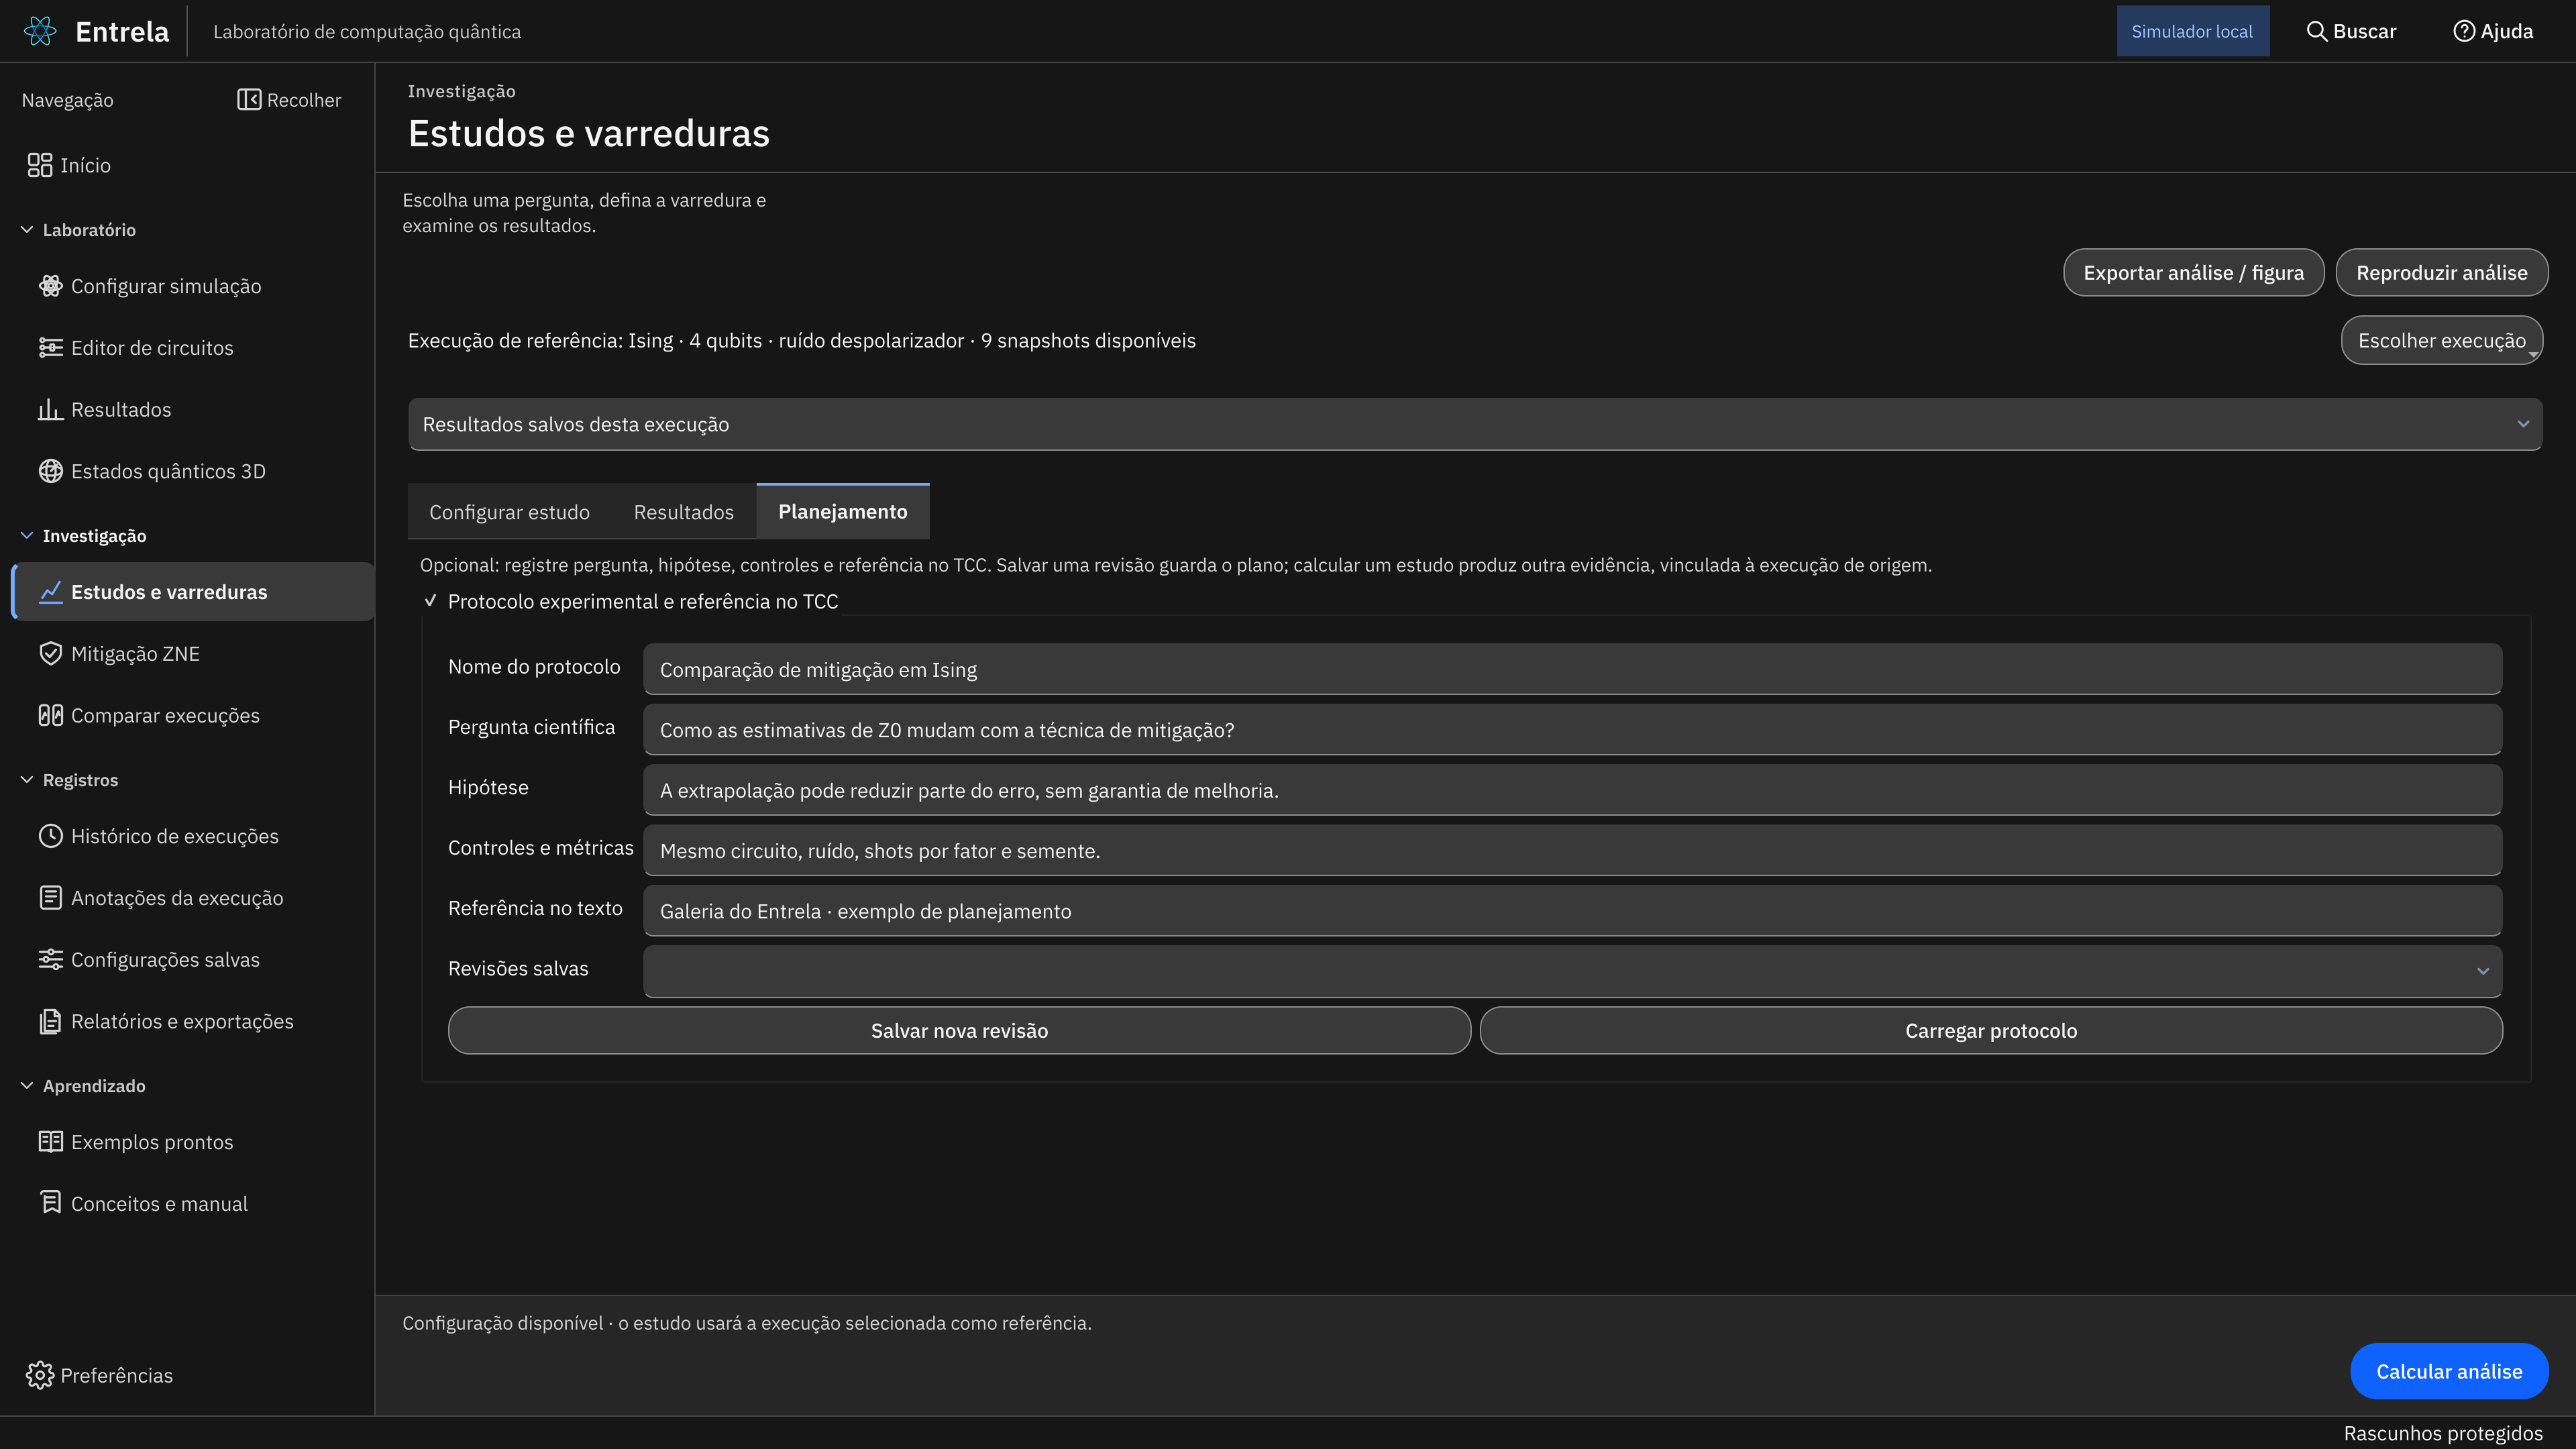 Entrela
Laboratório de computação quântica
Simulador local
Buscar
Ajuda
Navegação
Recolher
Início
Laboratório
Configurar simulação
Editor de circuitos
Resultados
Estados quânticos 3D
Investigação
Estudos e varreduras
Mitigação ZNE
Comparar execuções
Registros
Histórico de execuções
Anotações da execução
Configurações salvas
Relatórios e exportações
Aprendizado
Exemplos prontos
Conceitos e manual
Preferências
Investigação
Estudos e varreduras
Escolha uma pergunta, defina a varredura e
examine os resultados.
Exportar análise / figura
Reproduzir análise
Execução de referência: Ising · 4 qubits · ruído despolarizador · 9 snapshots disponíveis
Escolher execução
Resultados salvos desta execução
Configurar estudo
Resultados
Planejamento
Opcional: registre pergunta, hipótese, controles e referência no TCC. Salvar uma revisão guarda o plano; calcular um estudo produz outra evidência, vinculada à execução de origem.
Protocolo experimental e referência no TCC
Nome do protocolo
Comparação de mitigação em Ising
Pergunta científica
Como as estimativas de Z0 mudam com a técnica de mitigação?
Hipótese
A extrapolação pode reduzir parte do erro, sem garantia de melhoria.
Controles e métricas
Mesmo circuito, ruído, shots por fator e semente.
Referência no texto
Galeria do Entrela · exemplo de planejamento
Revisões salvas
Salvar nova revisão
Carregar protocolo
Configuração disponível · o estudo usará a execução selecionada como referência.
Calcular análise
Rascunhos protegidos